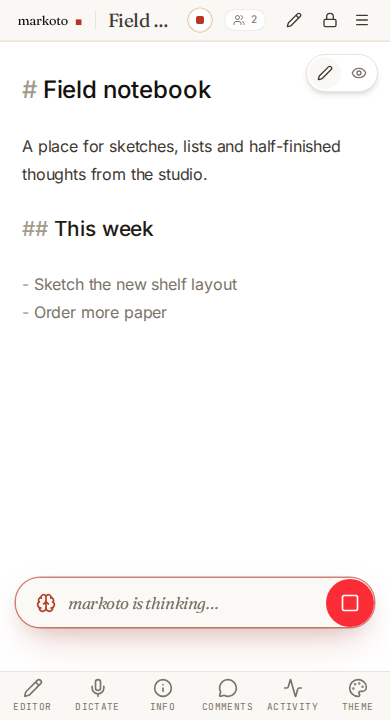 markoto
Field ...
2
# Field notebook
A place for sketches, lists and half-finished
thoughts from the studio.
## This week
- Sketch the new shelf layout
- Order more paper
markoto is thinking...
EDITOR DICTATE INFO COMMENTS ACTIVITY THEME